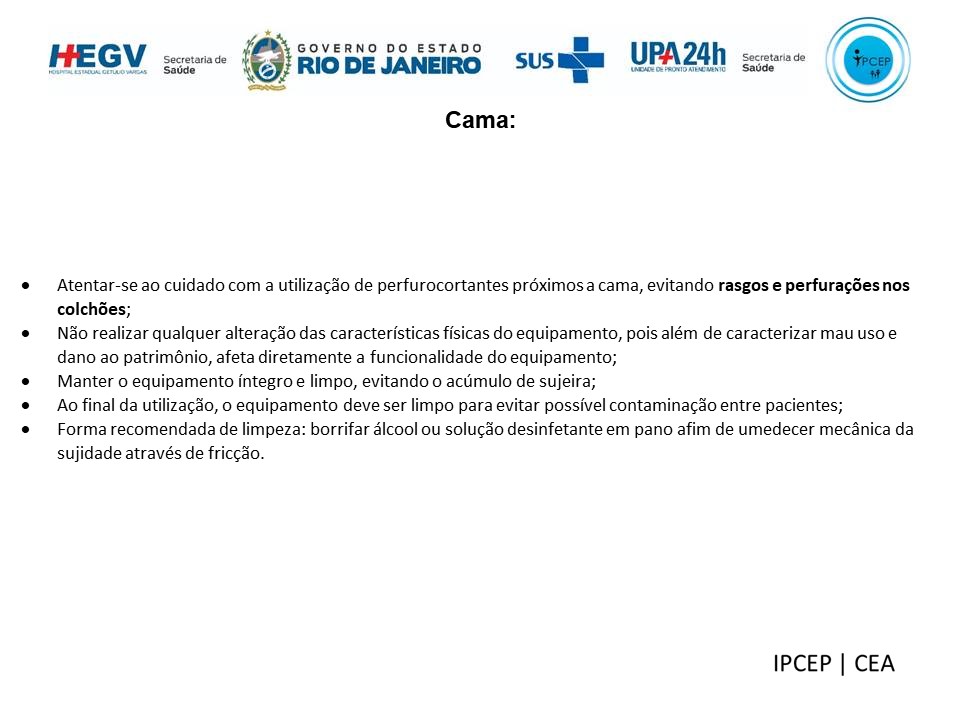 HEGV
HOSPITAL ESTADUAL GETULIO VARGAS
Secretaria de
Saúde
GOVERNO DO ESTADO
RIO DE JANEIRO
SUS
UPA24h
UNIDADE DE PRONTO ATENDIMENTO
Secretaria de
Saúde
IPCEP
Cama:
• Atentar-se ao cuidado com a utilização de perfurocortantes próximos a cama, evitando rasgos e perfurações nos
colchões;
• Não realizar qualquer alteração das características físicas do equipamento, pois além de caracterizar mau uso e
dano ao patrimônio, afeta diretamente a funcionalidade do equipamento;
• Manter o equipamento íntegro e limpo, evitando o acúmulo de sujeira;
• Ao final da utilização, o equipamento deve ser limpo para evitar possível contaminação entre pacientes;
• Forma recomendada de limpeza: borrifar álcool ou solução desinfetante em pano afim de umedecer mecânica da
sujidade através de fricção.
IPCEP | CEA